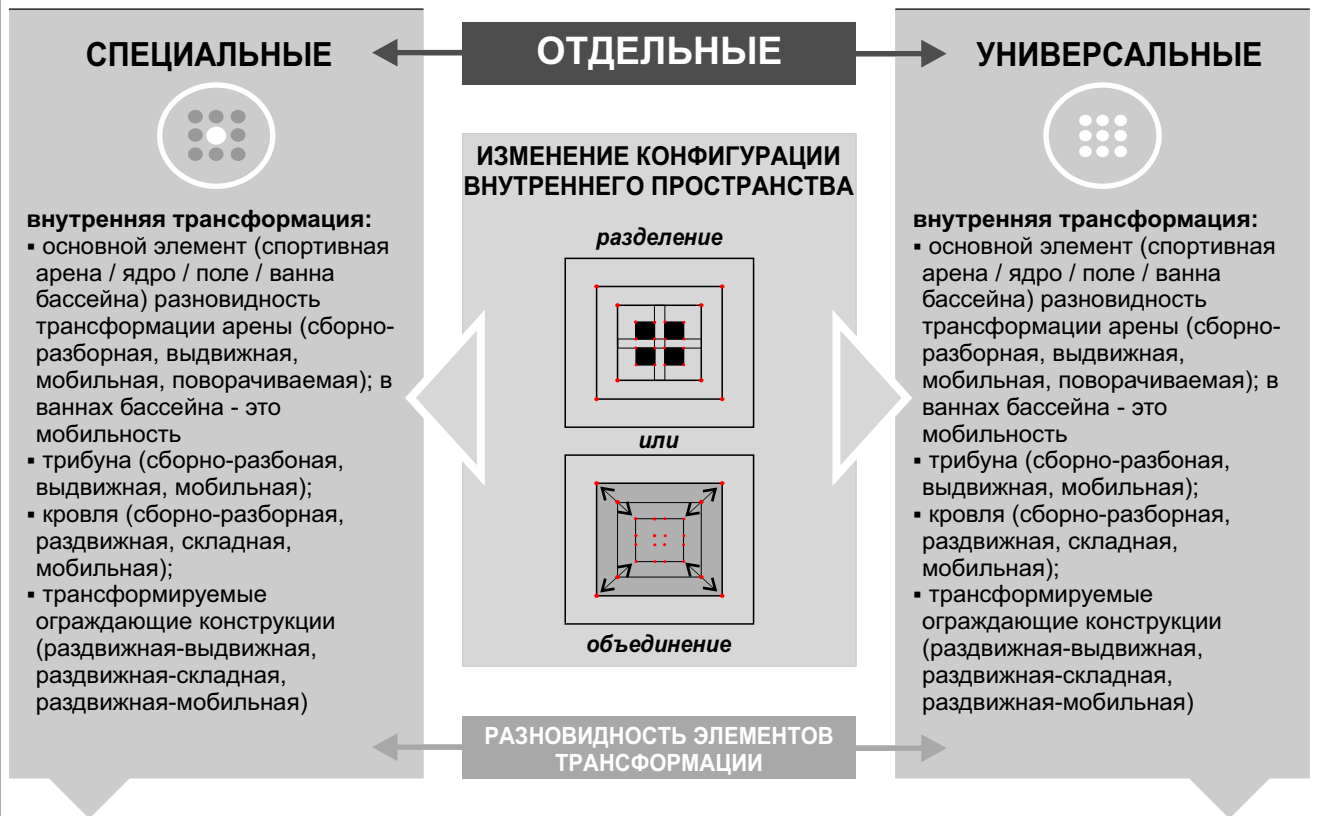 СПЕЦИАЛЬНЫЕ
внутренняя трансформация:
▪ основной элемент (спортивная
арена / ядро / поле / ванна
бассейна) разновидность
трансформации арены (сборно-
разборная, выдвижная,
мобильная, поворачиваемая); в
ваннах бассейна - это
мобильность
▪ трибуна (сборно-разбоная,
выдвижная, мобильная);
▪ кровля (сборно-разборная,
раздвижная, складная,
мобильная);
▪ трансформируемые
ограждающие конструкции
(раздвижная-выдвижная,
раздвижная-складная,
раздвижная-мобильная)
ОТДЕЛЬНЫЕ
ИЗМЕНЕНИЕ КОНФИГУРАЦИИ
ВНУТРЕННЕГО ПРОСТРАНСТВА
разделение
или
объединение
РАЗНОВИДНОСТЬ ЭЛЕМЕНТОВ
ТРАНСФОРМАЦИИ
УНИВЕРСАЛЬНЫЕ
внутренняя трансформация:
▪ основной элемент (спортивная
арена / ядро / поле / ванна
бассейна) разновидность
трансформации арены (сборно-
разборная, выдвижная,
мобильная, поворачиваемая); в
ваннах бассейна - это
мобильность
▪ трибуна (сборно-разбоная,
выдвижная, мобильная);
▪ кровля (сборно-разборная,
раздвижная, складная,
мобильная);
▪ трансформируемые
ограждающие конструкции
(раздвижная-выдвижная,
раздвижная-складная,
раздвижная-мобильная)